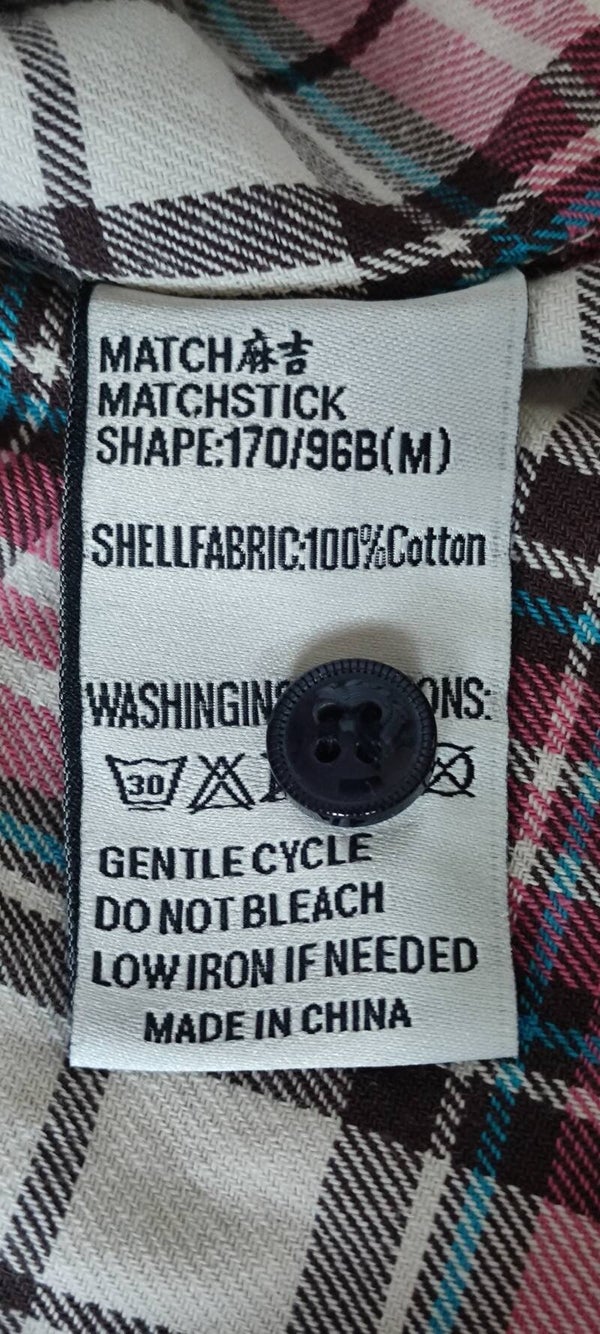 MATCH麻吉
MATCHSTICK
SHAPE:170/96B(M)
SHELLFABRIC:100%Cotton
30
GENTLE CYCLE
DO NOT BLEACH
LOW IRON IF NEEDED
MADE IN CHINA